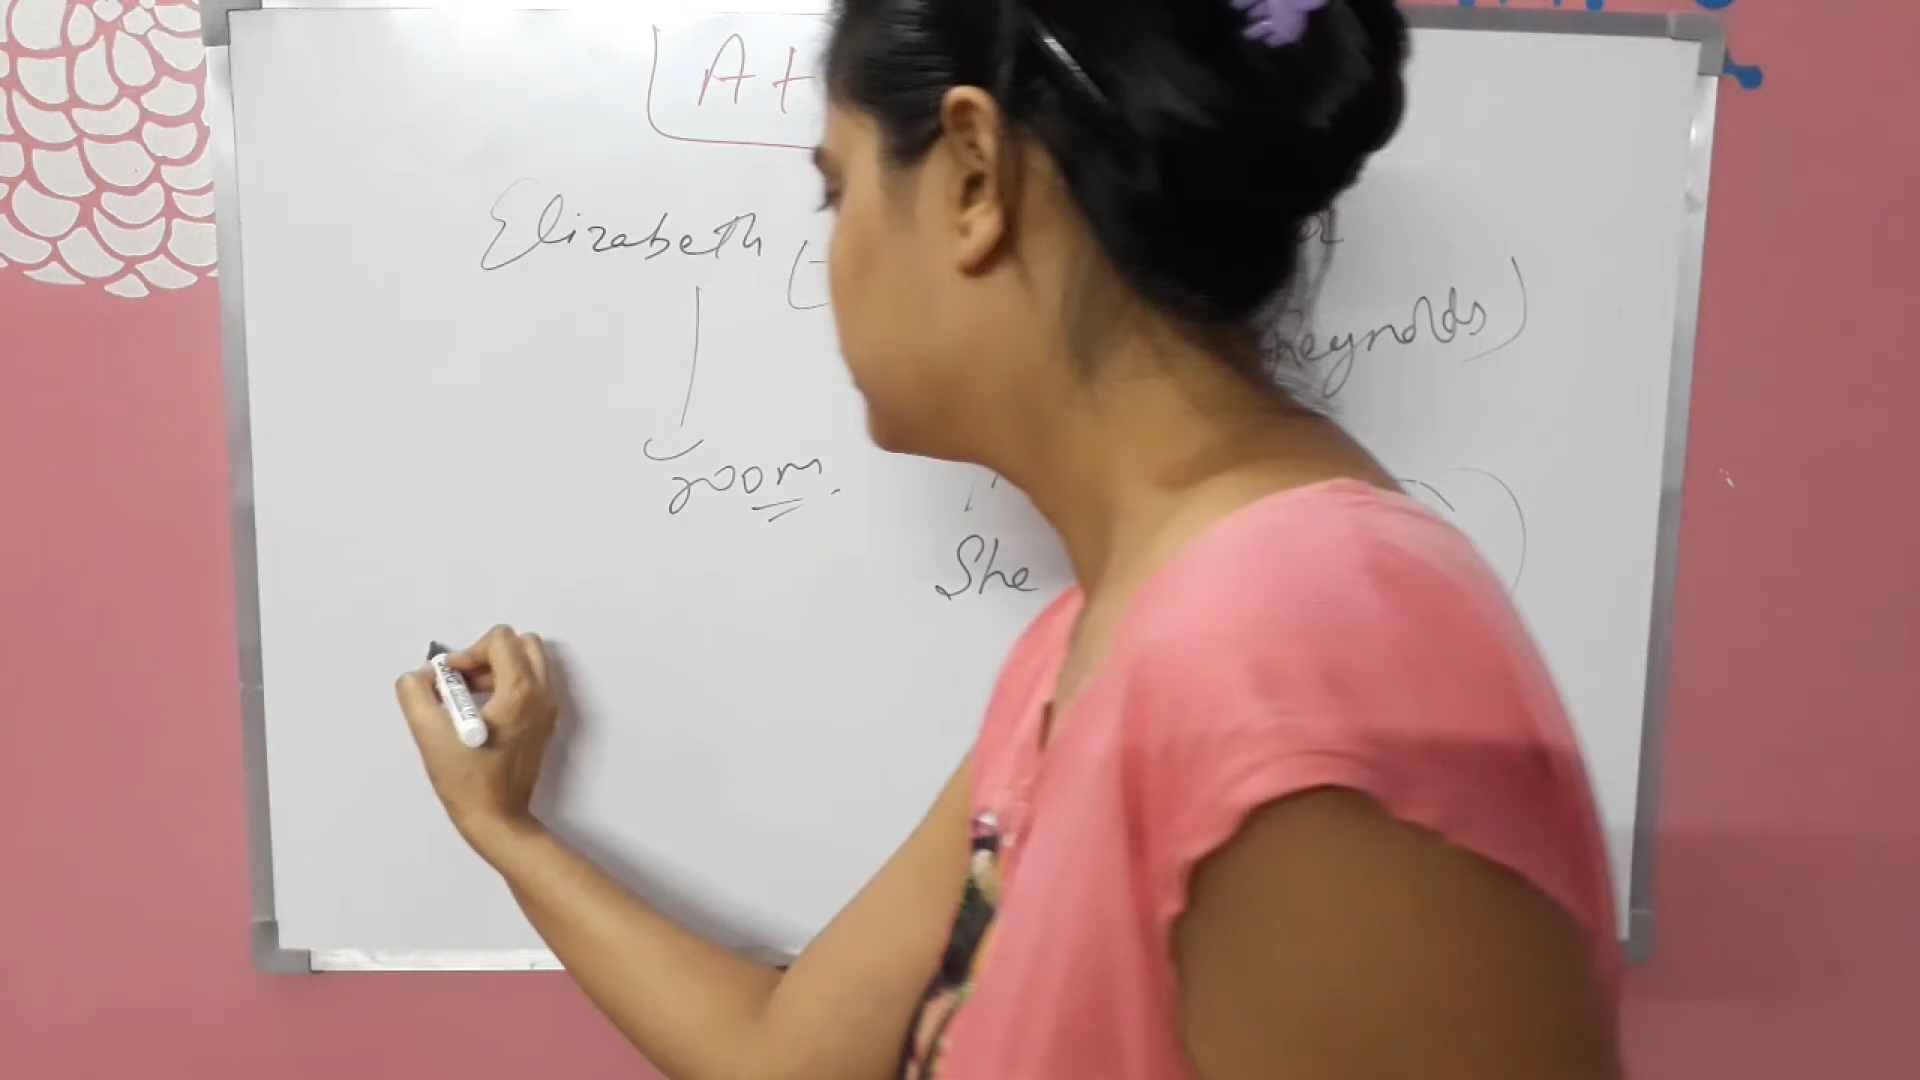 At
Elizabeth
Reynolds)
room.
She